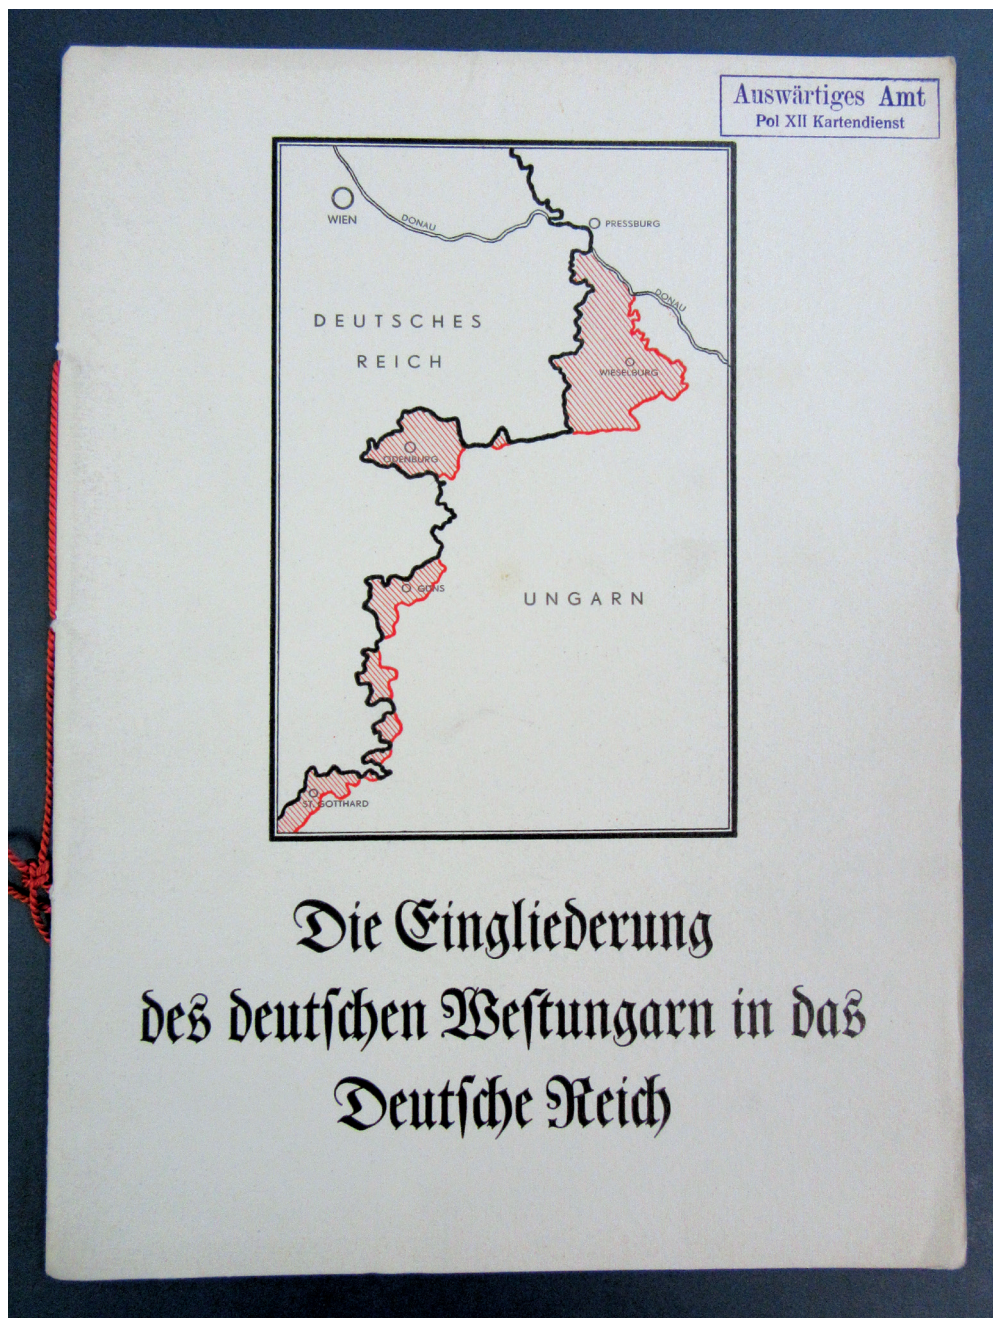 Auswärtiges Amt
Pol XII Kartendienst
WIEN
DONAU
PRESSBURG
DONAU
DEUTSCHES
REICH
WIESELBURG
ÖDENBURG
GÜNS
UNGARN
ST. GOTTHARD
Die Eingliederung
des deutſchen Weſtungarn in das
Deutſche Reich